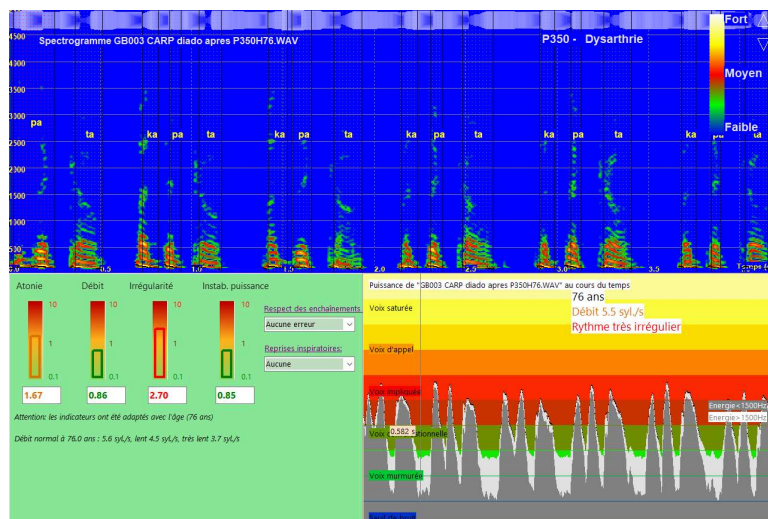 Fort
4500
Spectrogramme GB003 CARP diado apres P350H76.WAV
P350 - Dysarthrie
4000
3500
Moyen
3000
pa
Faible
2500
ta ka pa ta ka pa ta ka pa ta ka pa ta ka pa ta
2000
1500
1000
500
0.0 0.5 1.0 1.5 2.0 2.5 3.0 3.5
Atonie Débit Irrégularité Instab. puissance
10 10 10 10
1 1 1 1
0.1 0.1 0.1 0.1
1.67 0.86 2.70 0.85
Respect des enchaînements
Aucune erreur
Reprises inspiratoires:
Aucune
Attention: les indicateurs ont été adaptés avec l'âge (76 ans)
Débit normal à 76.0 ans : 5.6 syl./s, lent 4.5 syl/s, très lent 3.7 syl/s
Puissance de "GB003 CARP diado apres P350H76.WAV" au cours du temps
76 ans
Voix saturée
Débit 5.5 syl./s
Rythme très irrégulier
Voix d'appel
Voix impliquée
Energie<1500Hz
Energie>1500Hz
0.582 s
Voix murmurée